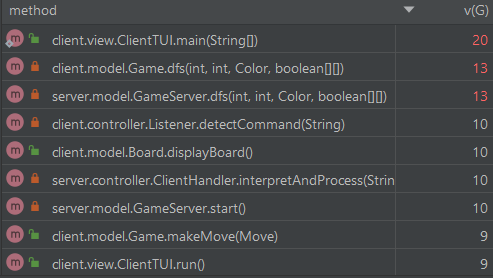 method v(G)
client.view.ClientTUI.main(String[]) 20
client.model.Game.dfs(int, int, Color, boolean[][]) 13
server.model.GameServer.dfs(int, int, Color, boolean[][]) 13
client.controller.Listener.detectCommand(String) 10
client.model.Board.displayBoard() 10
server.controller.ClientHandler.interpretAndProcess(Strin 10
server.model.GameServer.start() 10
client.model.Game.makeMove(Move) 9
client.view.ClientTUI.run() 9